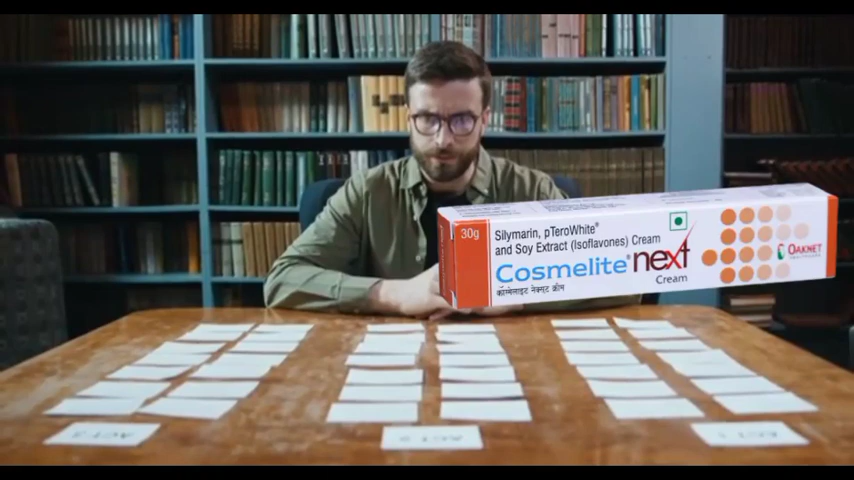 30g
Silymarin, pTeroWhite®
and Soy Extract (Isoflavones) Cream
Cosmelite® next
Cream
कॉस्मेलाइट नेक्स्ट क्रीम
OAKNET